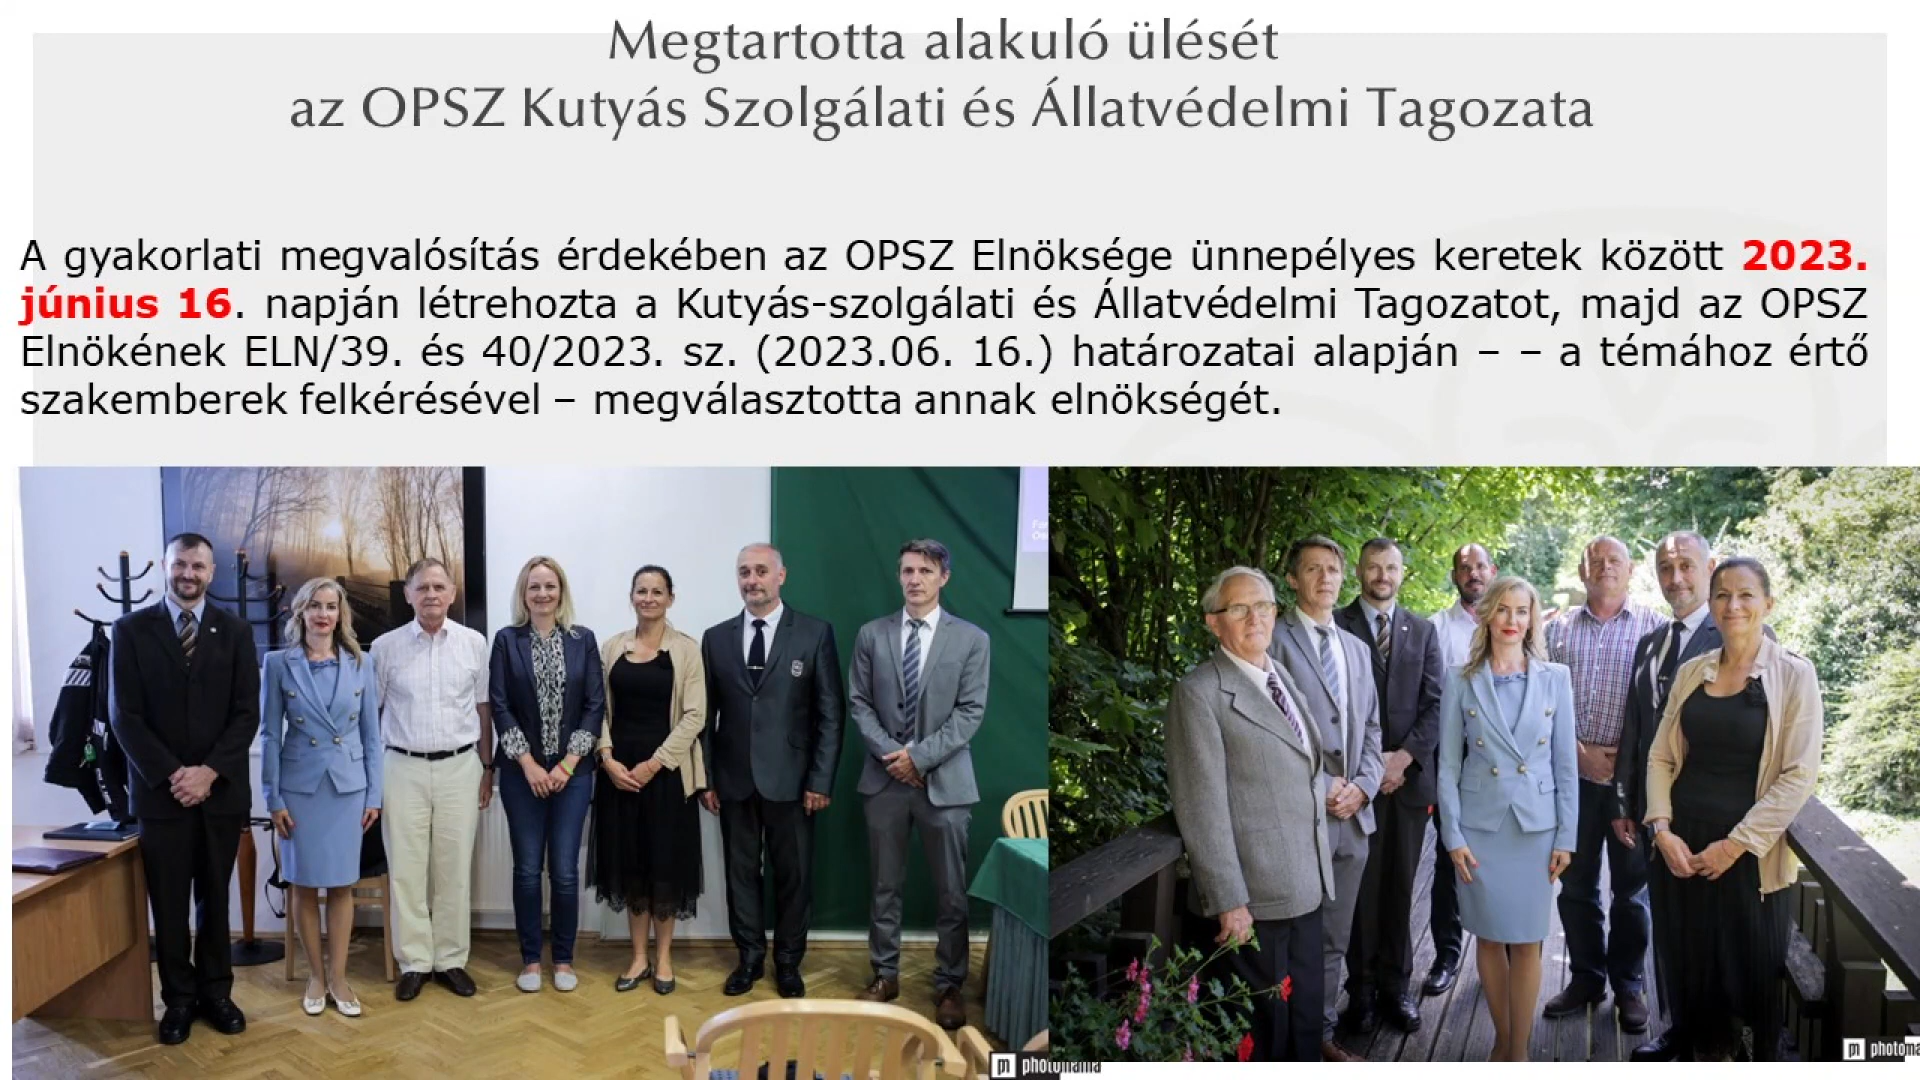 Megtartotta alakuló ülését
az OPSZ Kutyás Szolgálati és Állatvédelmi Tagozata
A gyakorlati megvalósítás érdekében az OPSZ Elnöksége ünnepélyes keretek között 2023.
június 16. napján létrehozta a Kutyás-szolgálati és Állatvédelmi Tagozatot, majd az OPSZ
Elnökének ELN/39. és 40/2023. sz. (2023.06. 16.) határozatai alapján – – a témához értő
szakemberek felkérésével – megválasztotta annak elnökségét.
photomania